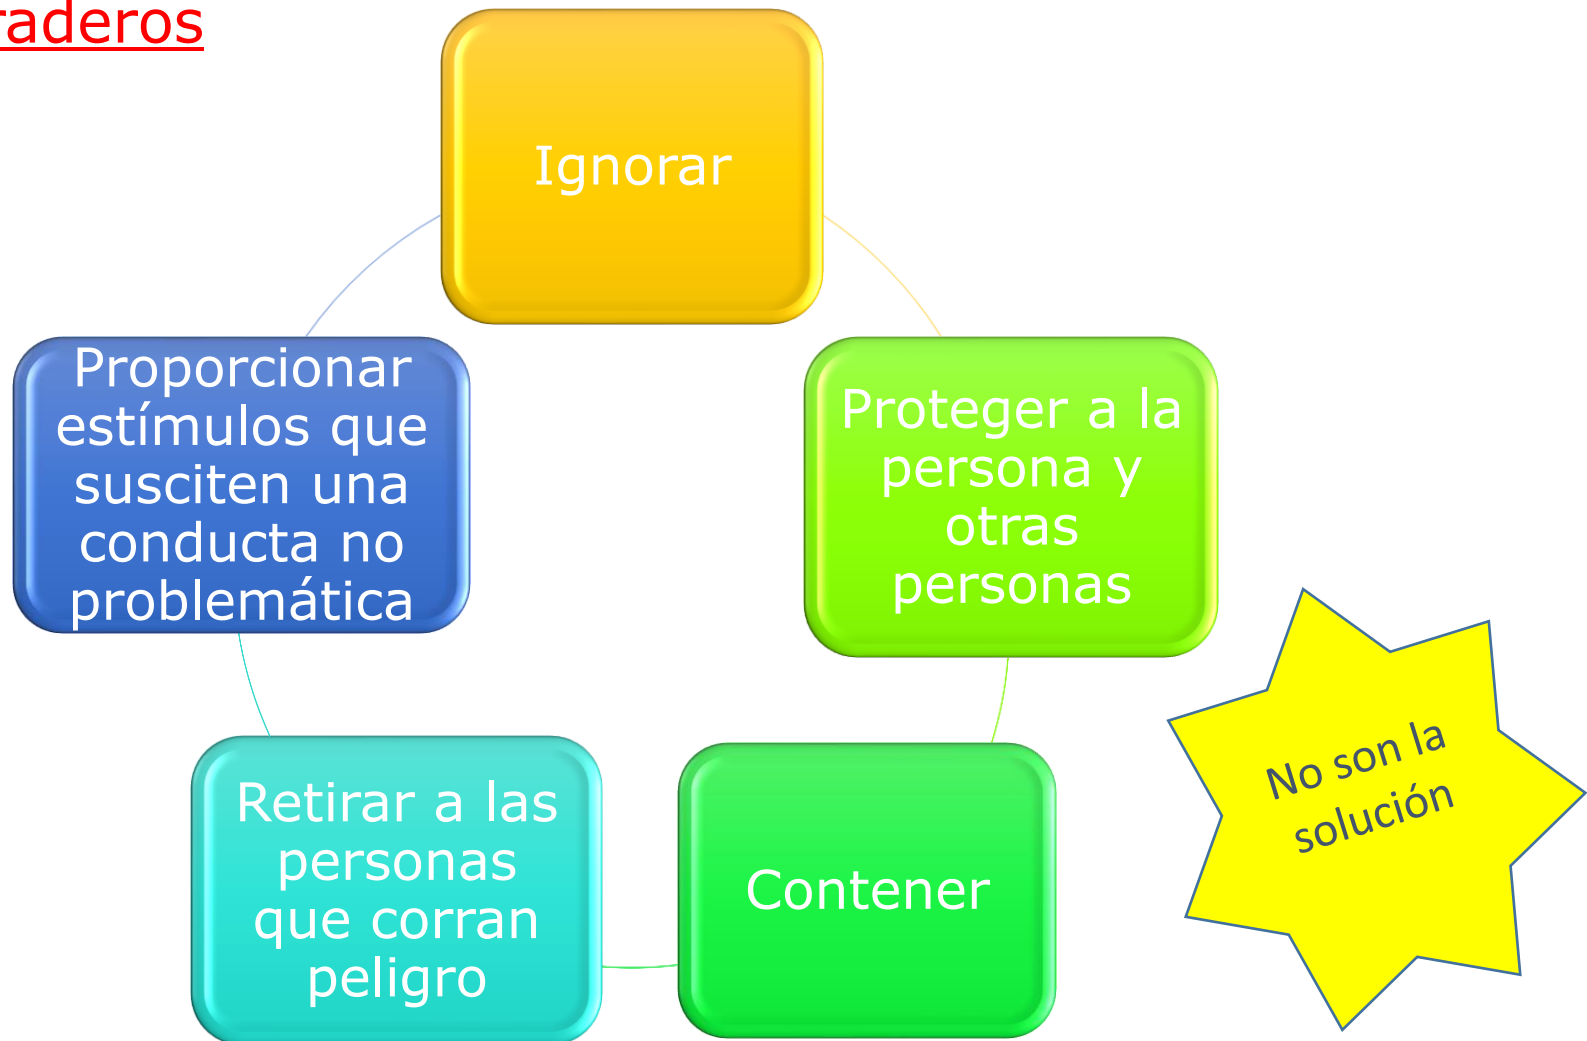 raderos
Ignorar
Proteger a la
persona y
otras
personas
Contener
Retirar a las
personas
que corran
peligro
Proporcionar
estímulos que
susciten una
conducta no
problemática
No son la
solución